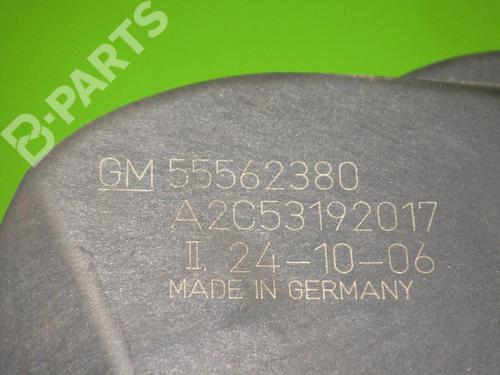 B-PARTS
GM 55562380
A2C53192017
II. 24-10-06
MADE IN GERMANY